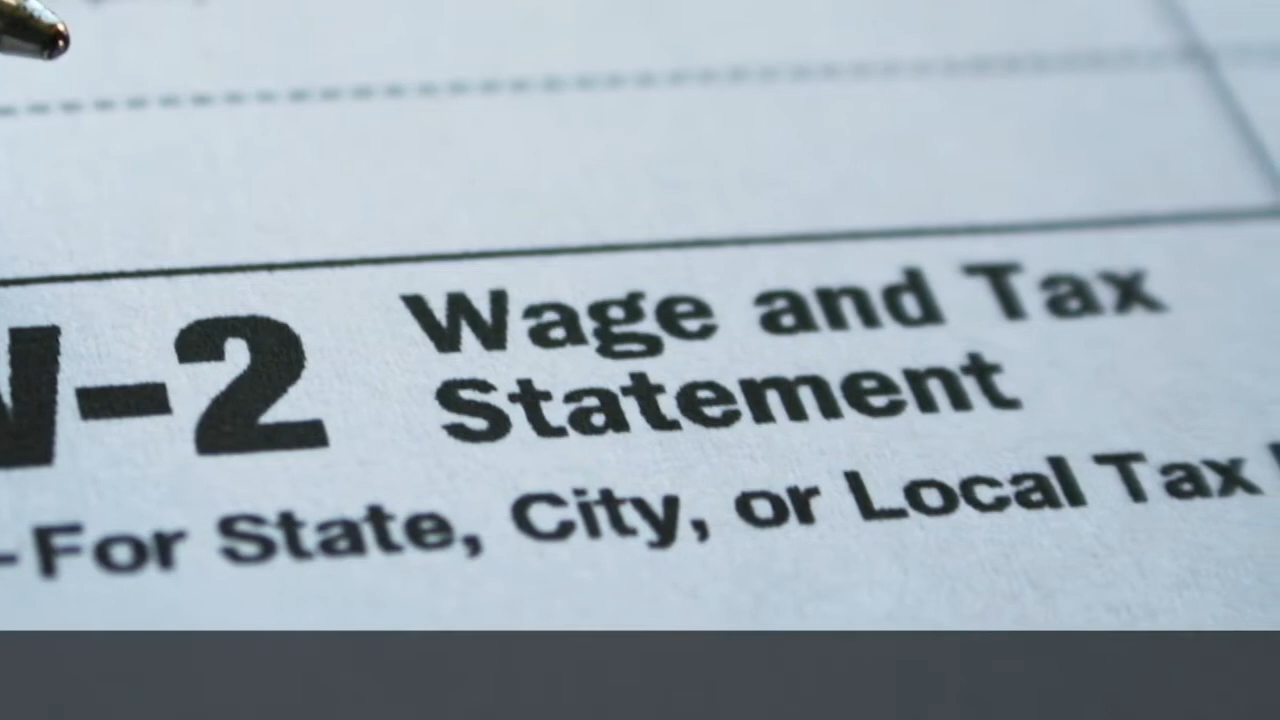 W-2 Wage and Tax
Statement
-For State, City, or Local Tax